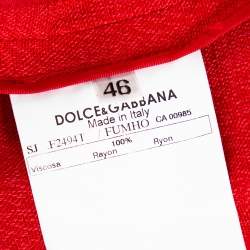 46
DOLCE&GABBANA
Made in Italy
SJ F2494T FUMHO CA 00985
100%
Viscosa Rayon Ryon